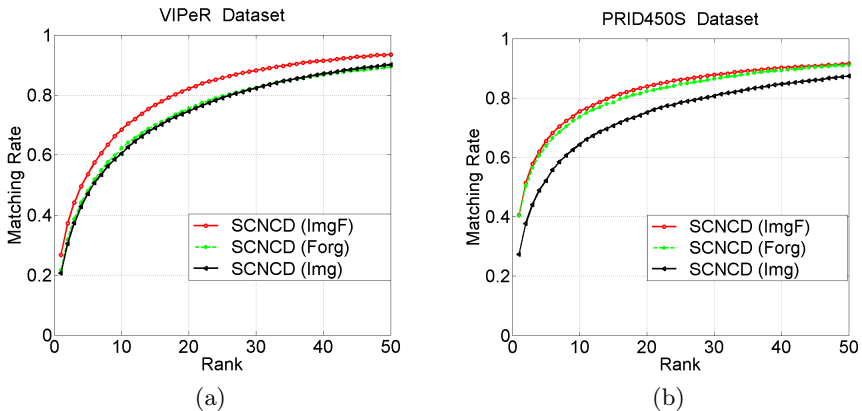 VIPeR Dataset
1
0.8
0.6
0.4
0.2
0
Matching Rate
SCNCD (ImgF)
SCNCD (Forg)
SCNCD (Img)
0 10 20 30 40 50
Rank
(a)
PRID450S Dataset
1
0.8
0.6
0.4
0.2
0
Matching Rate
SCNCD (ImgF)
SCNCD (Forg)
SCNCD (Img)
0 10 20 30 40 50
Rank
(b)